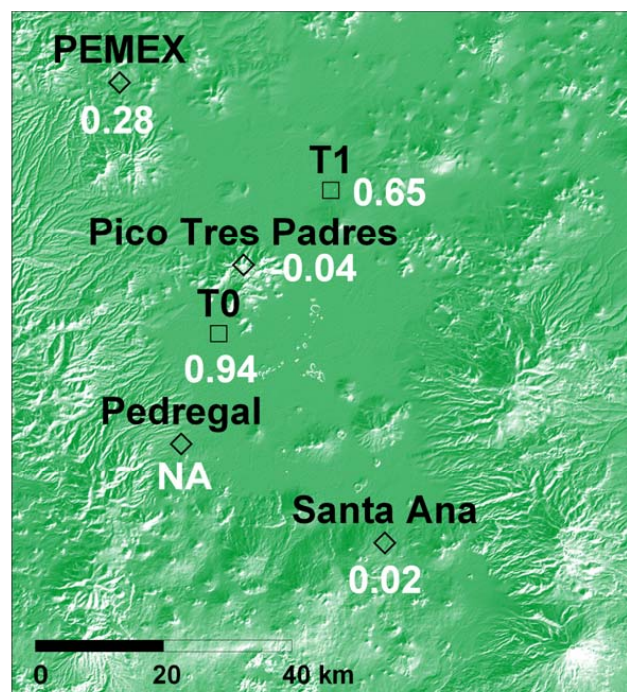 PEMEX
0.28
T1
0.65
Pico Tres Padres
-0.04
T0
0.94
Pedregal
NA
Santa Ana
0.02
0 20 40 km